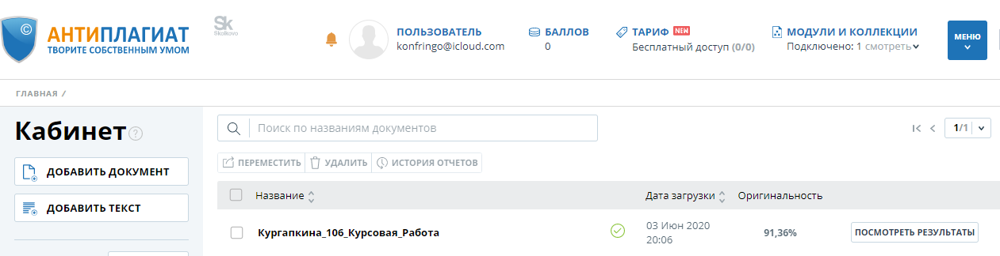 АНТИПЛАГИАТ
ТВОРИТЕ СОБСТВЕННЫМ УМОМ
Sk
Skolkovo
ПОЛЬЗОВАТЕЛЬ
konfringo@icloud.com
БАЛЛОВ
0
ТАРИФ NEW
Бесплатный доступ (0/0)
МОДУЛИ И КОЛЛЕКЦИИ
Подключено: 1 смотреть
МЕНЮ
ГЛАВНАЯ /
Кабинет ?
Поиск по названиям документов
1/1
ПЕРЕМЕСТИТЬ УДАЛИТЬ ИСТОРИЯ ОТЧЕТОВ
ДОБАВИТЬ ДОКУМЕНТ
ДОБАВИТЬ ТЕКСТ
Название Дата загрузки Оригинальность
Кургапкина_106_Курсовая_Работа
03 Июн 2020
20:06
91,36%
ПОСМОТРЕТЬ РЕЗУЛЬТАТЫ